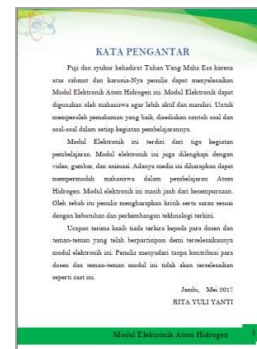 KATA PENGANTAR
Puji dan syukur kehadirat Tuhan Yang Maha Esa karena
atas rahmat dan karunia-Nya penulis dapat menyelesaikan
Modul Elektronik Atom Hidrogen ini. Modul Elektronik dapat
digunakan oleh mahasiswa agar lebih aktif dan mandiri. Untuk
memperoleh pemahaman yang baik, disediakan contoh soal dan
soal-soal dalam setiap kegiatan pembelajarannya.
Modul Elektronik ini terdiri dari tiga kegiatan
pembelajaran. Modul elektronik ini juga dilengkapi dengan
video, gambar, dan animasi. Adanya media ini diharapkan dapat
mempermudah mahasiswa dalam pembelajaran Atom
Hidrogen. Modul elektronik ini masih jauh dari kesempurnaan.
Oleh sebab itu penulis mengharapkan kritik serta saran sesuai
dengan kebutuhan dan perkembangan tekhnologi terkini.
Ucapan terima kasih tiada terkira kepada para dosen dan
teman-teman yang telah berpartisipasi demi terselesaikannya
modul elektronik ini. Penulis menyadari tanpa kontribusi para
dosen dan teman-teman modul ini tidak akan terselesaikan
seperti saat ini.
Jambi, Mei 2017
RITA YULI YANTI
Modul Elektronik Atom Hidrogen